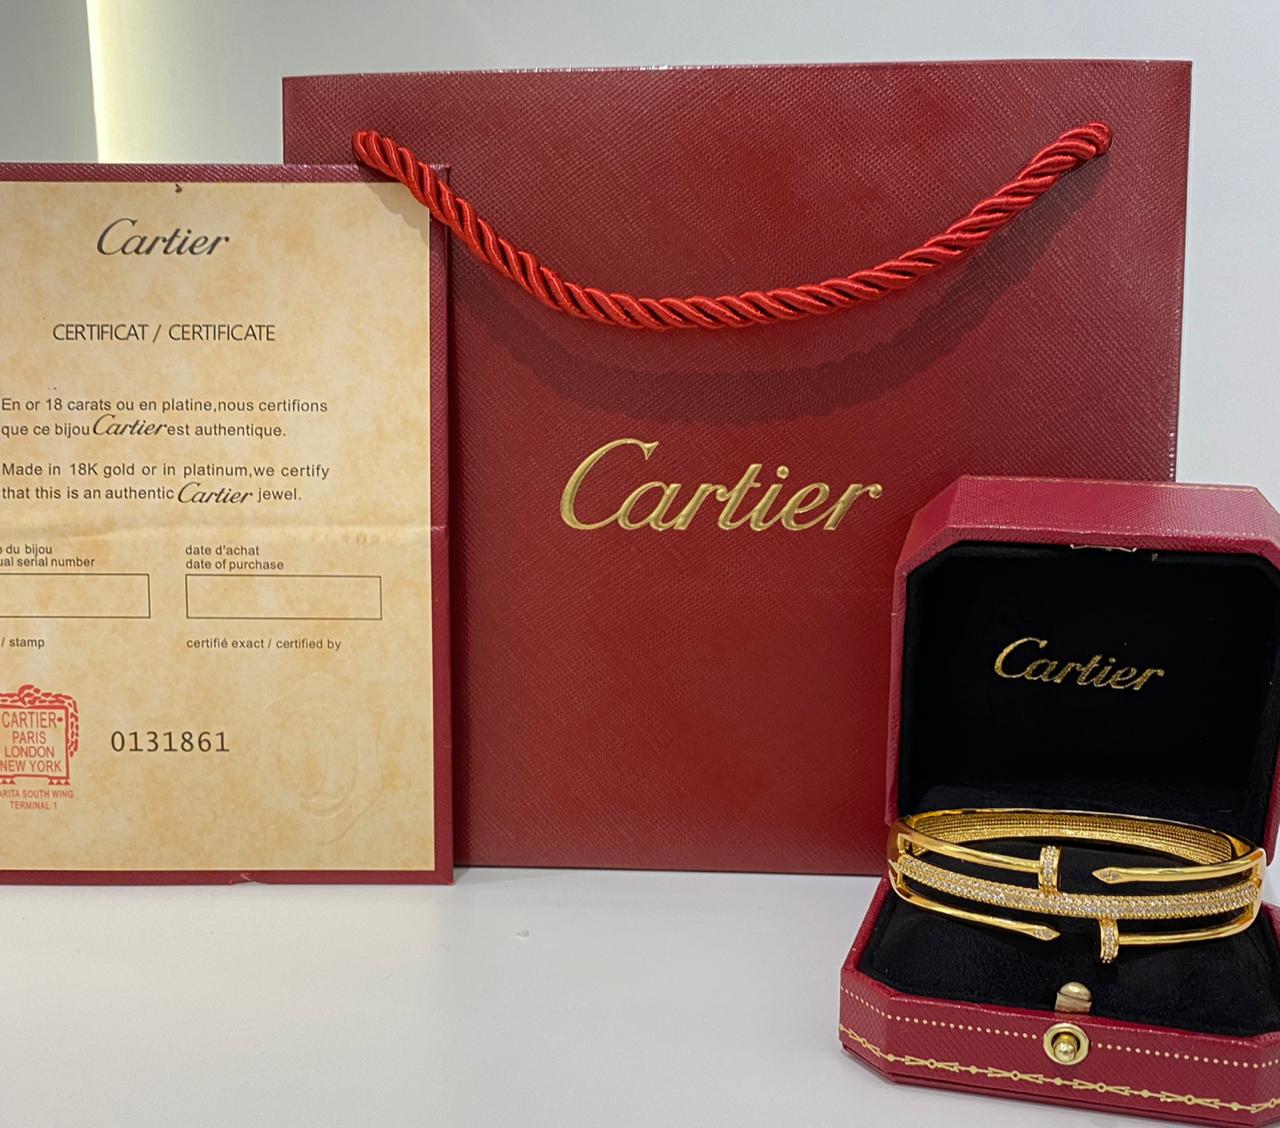 Cartier
CERTIFICAT / CERTIFICATE
En or 18 carats ou en platine,nous certifions
que ce bijou Cartier est authentique.
Made in 18K gold or in platinum,we certify
that this is an authentic Cartier jewel.
du bijou
serial number
date d'achat
date of purchase
/ stamp
certifié exact / certified by
CARTIER
PARIS
LONDON
NEW YORK
SOUTH WING
TERMINAL 1
0131861
Cartier
Cartier